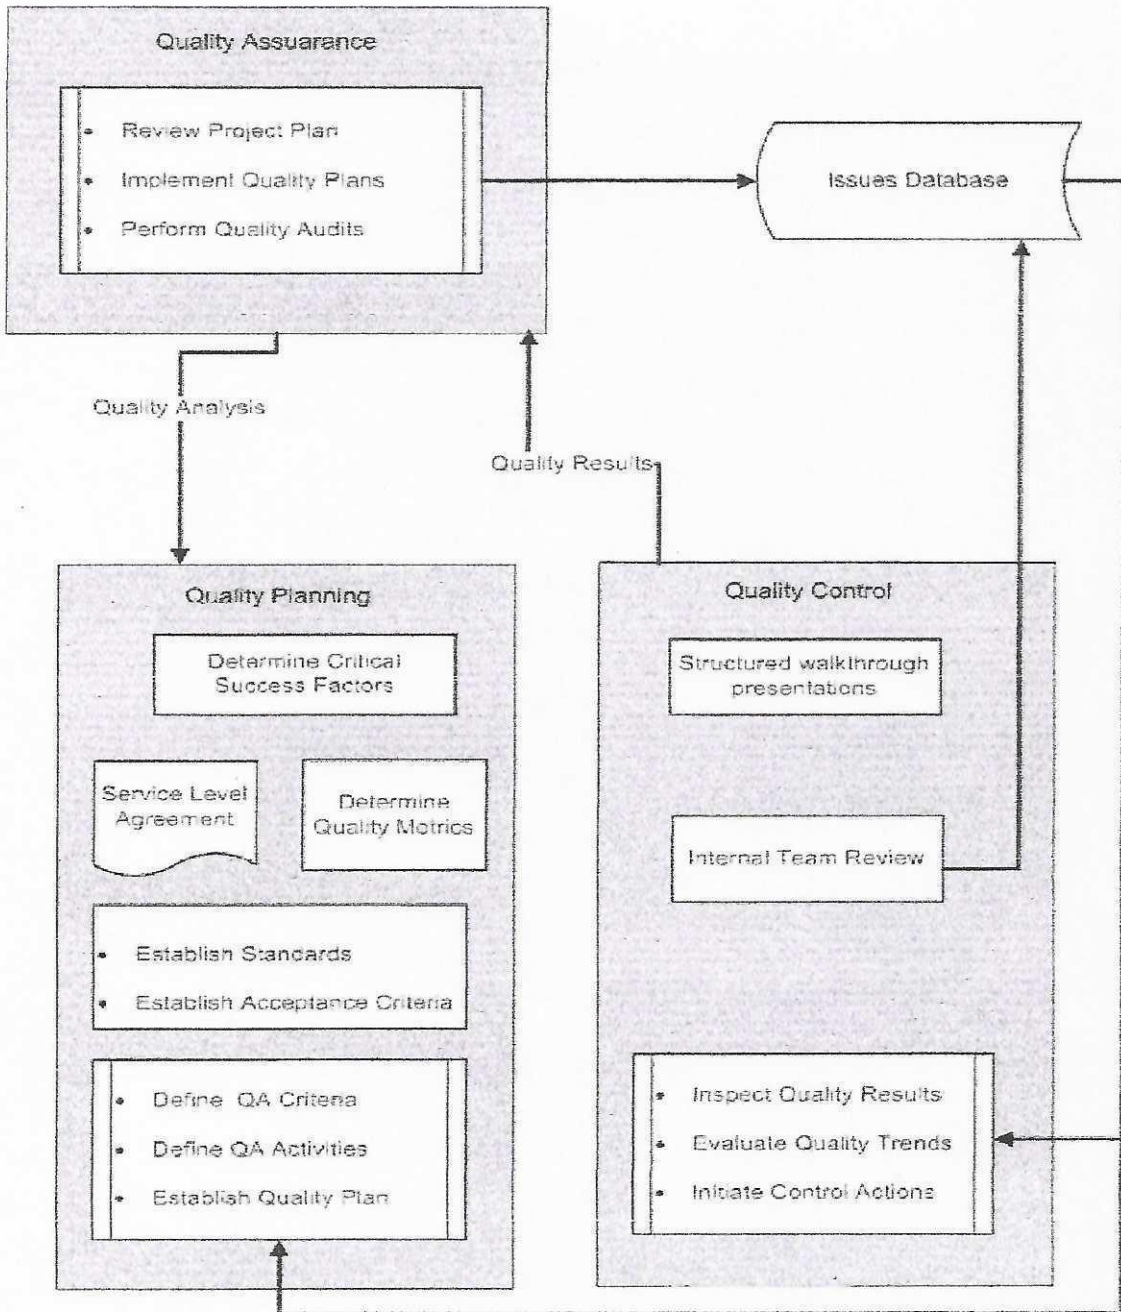 Quality Assuarance
• Review Project Plan
• Implement Quality Plans
• Perform Quality Audits
Issues Database
Quality Analysis
Quality Results
Quality Planning
Determine Critical
Success Factors
Service Level
Agreement
Determine
Quality Metrics
• Establish Standards
• Establish Acceptance Criteria
• Define QA Criteria
• Define QA Activities
• Establish Quality Plan
Quality Control
Structured walkthrough
presentations
Internal Team Review
• Inspect Quality Results
• Evaluate Quality Trends
• Initiate Control Actions